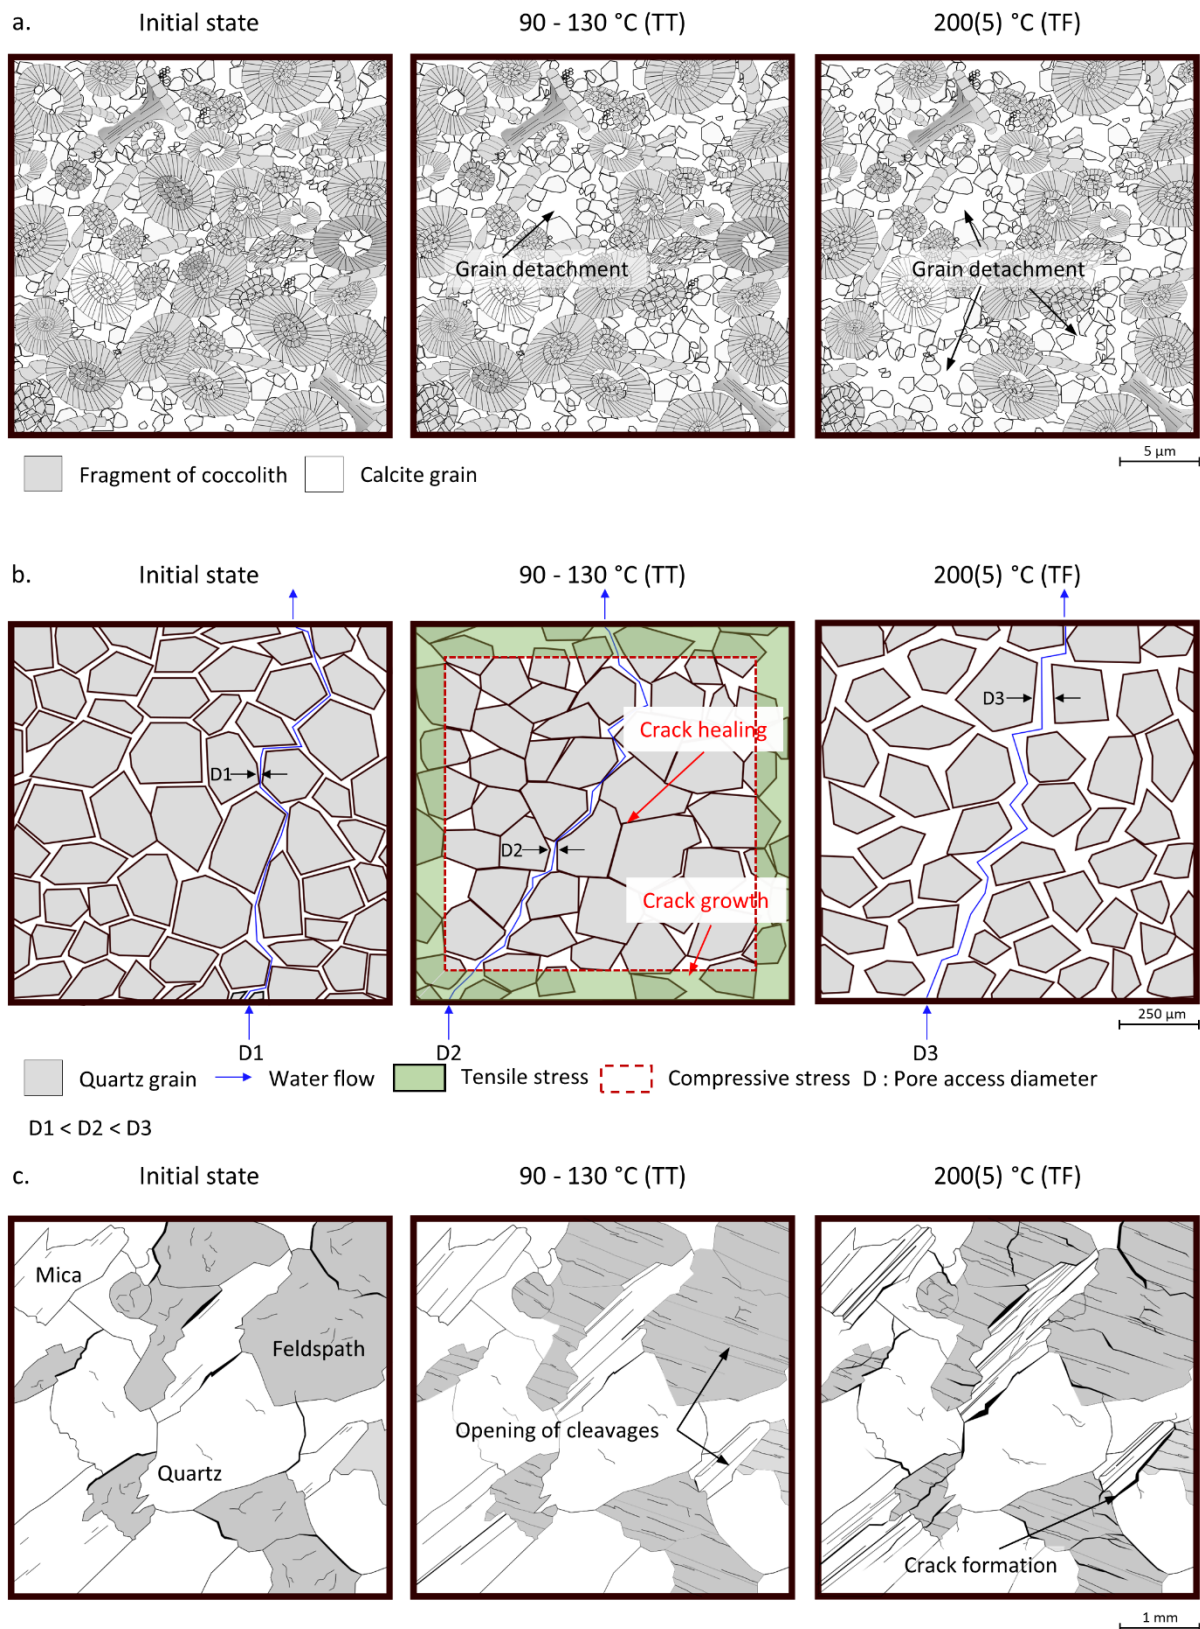 a.
Initial state
90 - 130 °C (TT)
200(5) °C (TF)
Grain detachment
Grain detachment
5 µm
Fragment of coccolith
Calcite grain
b.
Initial state
90 - 130 °C (TT)
200(5) °C (TF)
D1
D2
D3
Crack healing
Crack growth
250 µm
D1
D2
D3
Quartz grain
Water flow
Tensile stress
Compressive stress
D : Pore access diameter
D1 < D2 < D3
c.
Initial state
90 - 130 °C (TT)
200(5) °C (TF)
Mica
Feldspath
Quartz
Opening of cleavages
Crack formation
1 mm